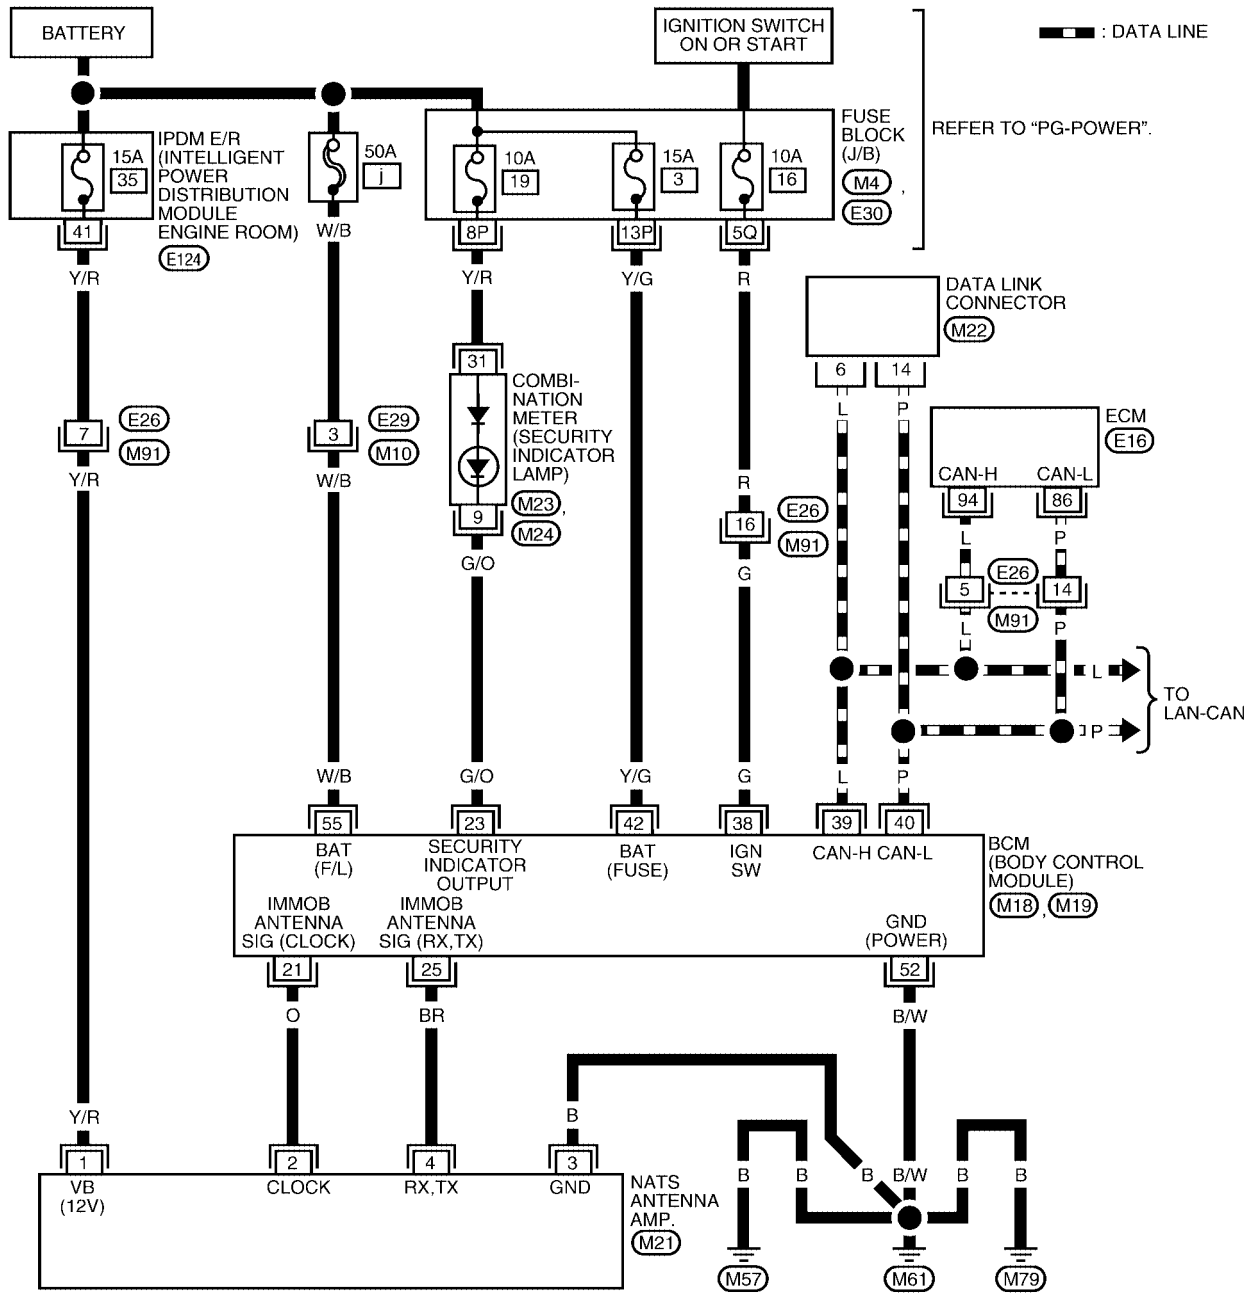 BATTERY
IGNITION SWITCH
ON OR START
: DATA LINE
REFER TO “PG-POWER”.
15A
35
IPDM E/R
(INTELLIGENT
POWER
DISTRIBUTION
MODULE
ENGINE ROOM)
E124
50A
j
10A
19
15A
3
10A
16
FUSE
BLOCK
(J/B)
M4 ,
E30
41
8P
13P
5Q
Y/R
W/B
Y/R
Y/G
R
DATA LINK
CONNECTOR
M22
6
14
L
P
31
COMBI-
NATION
METER
(SECURITY
INDICATOR
LAMP)
M23 ,
M24
9
G/O
ECM
E16
CAN-H
CAN-L
94
86
L
P
7
E26
M91
Y/R
3
E29
M10
W/B
R
16
E26
M91
G
5
E26
14
M91
L
P
L
P
TO
LAN-CAN
W/B
G/O
Y/G
G
L
P
55
23
42
38
39
40
BAT
(F/L)
SECURITY
INDICATOR
OUTPUT
BAT
(FUSE)
IGN
SW
CAN-H
CAN-L
BCM
(BODY CONTROL
MODULE)
M18 , M19
IMMOB
ANTENNA
SIG (CLOCK)
IMMOB
ANTENNA
SIG (RX,TX)
GND
(POWER)
21
25
52
O
BR
B/W
Y/R
B
1
2
4
3
VB
(12V)
CLOCK
RX,TX
GND
NATS
ANTENNA
AMP.
M21
B
B
B
B/W
B
B
M57
M61
M79